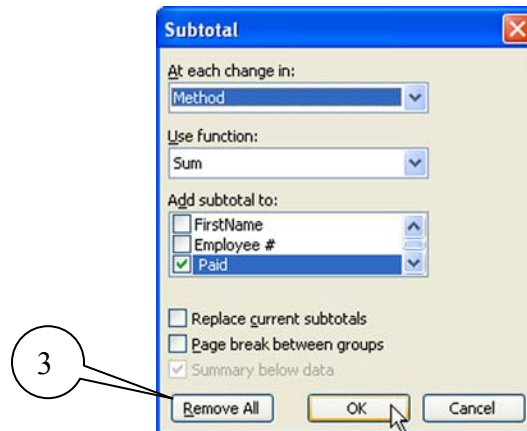 Subtotal
At each change in:
Method
Use function:
Sum
Add subtotal to:
FirstName
Employee #
Paid
Replace current subtotals
Page break between groups
Summary below data
3
Remove All OK Cancel